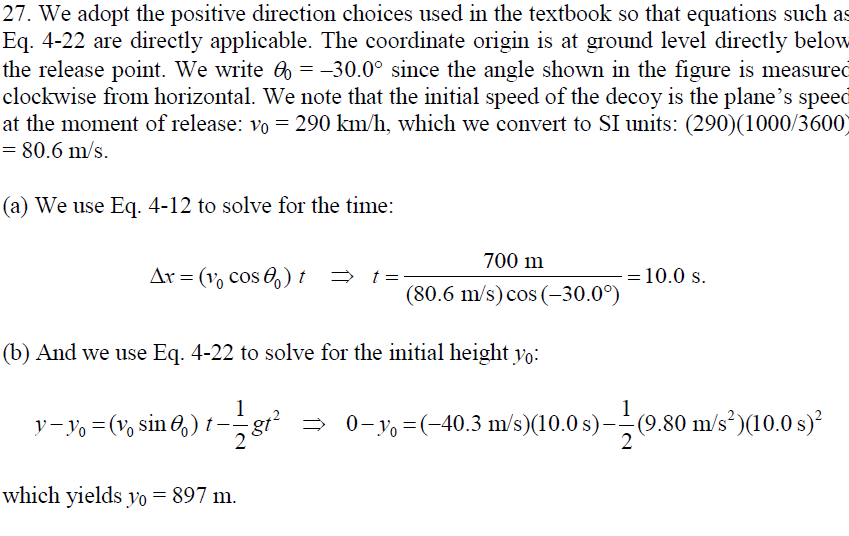 27. We adopt the positive direction choices used in the textbook so that equations such as
Eq. 4-22 are directly applicable. The coordinate origin is at ground level directly below
the release point. We write θ₀ = –30.0° since the angle shown in the figure is measured
clockwise from horizontal. We note that the initial speed of the decoy is the plane’s speed
at the moment of release: v₀ = 290 km/h, which we convert to SI units: (290)(1000/3600)
= 80.6 m/s.
(a) We use Eq. 4-12 to solve for the time:
Δx = (v₀ cos θ₀) t ⇒ t = 700 m / (80.6 m/s) cos (–30.0°) = 10.0 s.
(b) And we use Eq. 4-22 to solve for the initial height y₀:
y – y₀ = (v₀ sin θ₀) t – 1/2 gt² ⇒ 0 – y₀ = (–40.3 m/s)(10.0 s) – 1/2 (9.80 m/s²)(10.0 s)²
which yields y₀ = 897 m.